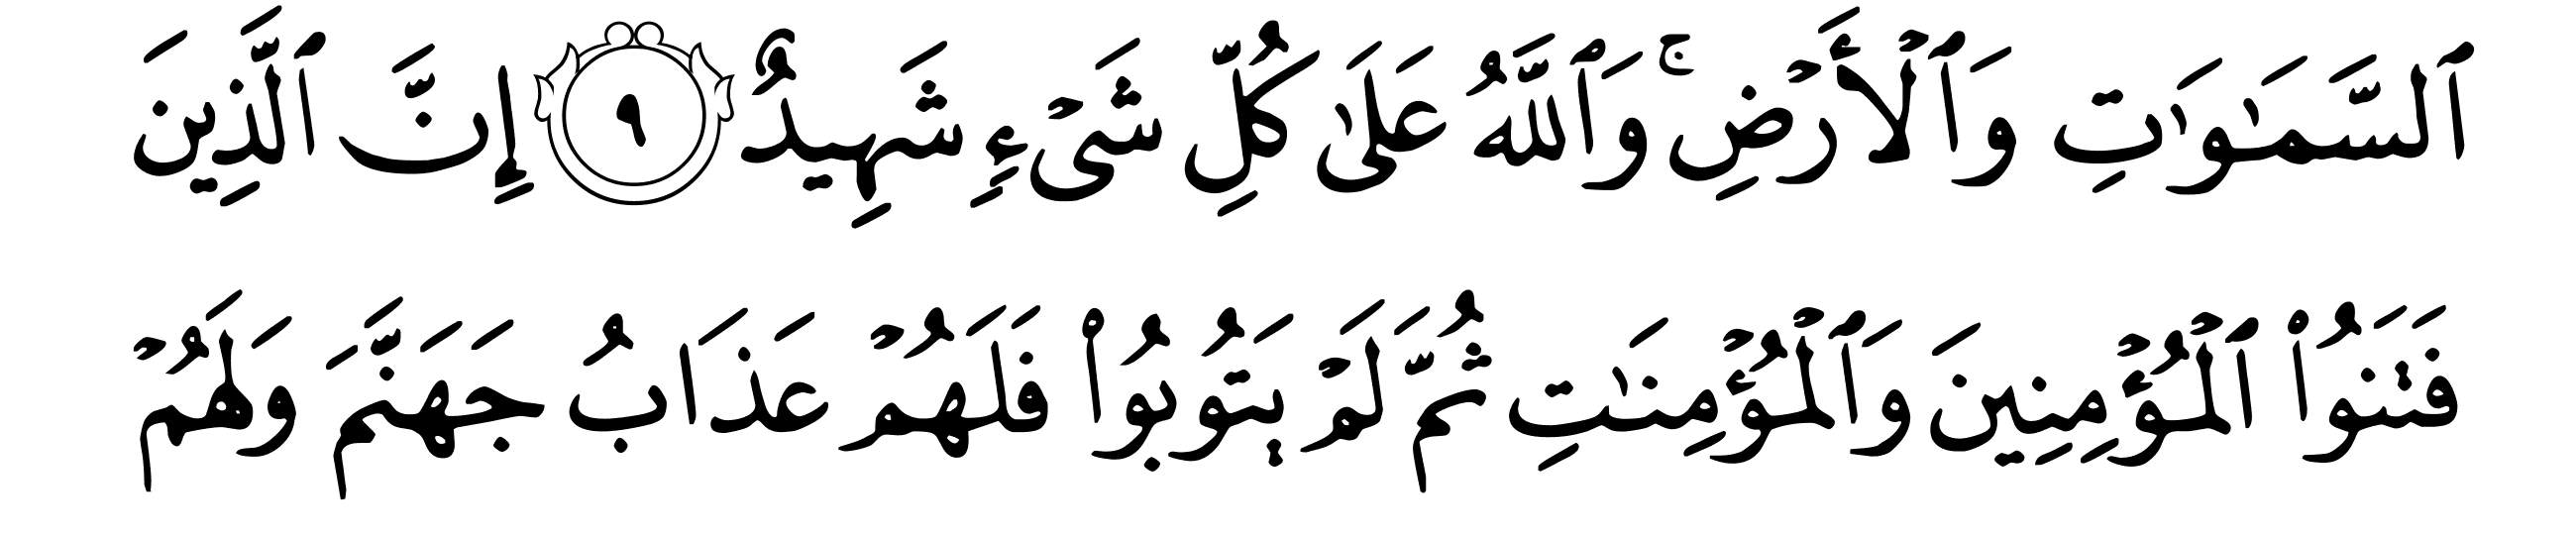 ٱلسَّمَٰوَٰتِ وَٱلْأَرْضِ ۚ وَٱللَّهُ عَلَىٰ كُلِّ شَىْءٍ شَهِيدٌ ٩ إِنَّ ٱلَّذِينَ
فَتَنُوا۟ ٱلْمُؤْمِنِينَ وَٱلْمُؤْمِنَٰتِ ثُمَّ لَمْ يَتُوبُوا۟ فَلَهُمْ عَذَابُ جَهَنَّمَ وَلَهُمْ